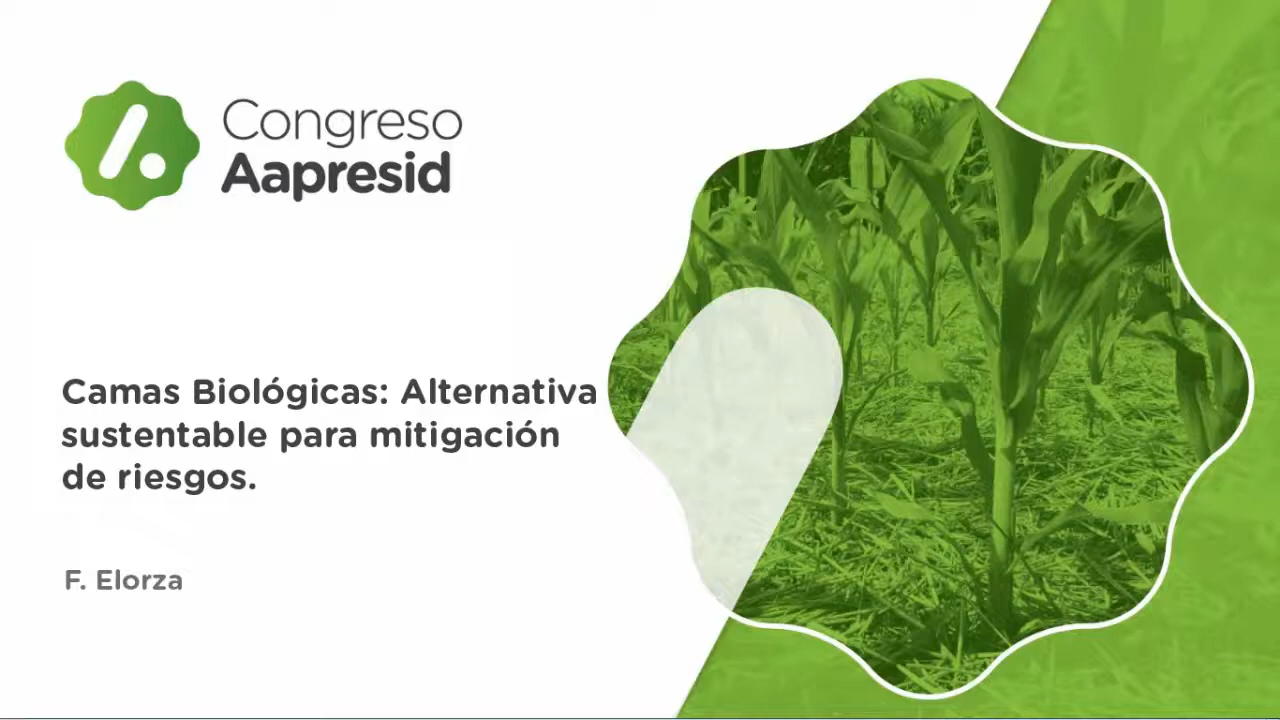 Congreso
Aapresid
Camas Biológicas: Alternativa
sustentable para mitigación
de riesgos.
F. Elorza